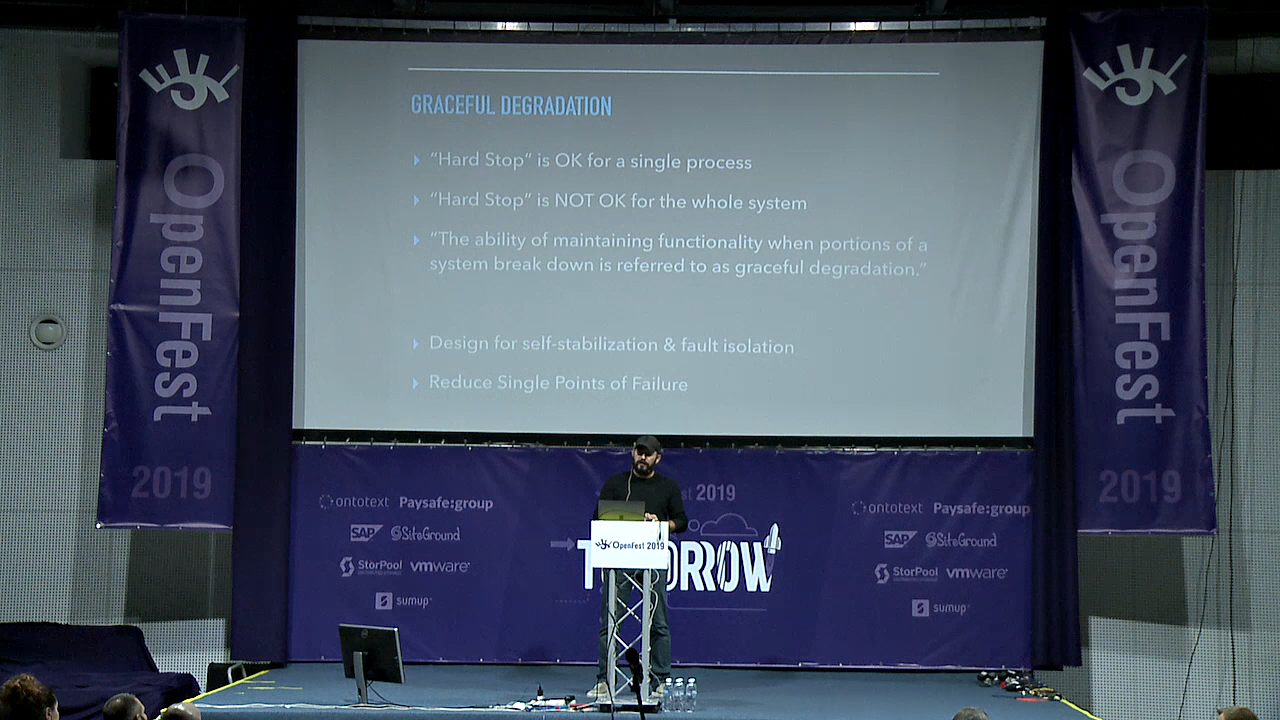 GRACEFUL DEGRADATION
"Hard Stop" is OK for a single process
"Hard Stop" is NOT OK for the whole system
"The ability of maintaining functionality when portions of a
system break down is referred to as graceful degradation."
Design for self-stabilization & fault isolation
Reduce Single Points of Failure
OpenFest
2019
OpenFest
2019
ontotext Paysafe:group
SAP SiteGround
StorPool vmware
sumup
st 2019
T RROW
OpenFest 2019
ontotext Paysafe:group
SAP SiteGround
StorPool vmware
sumup